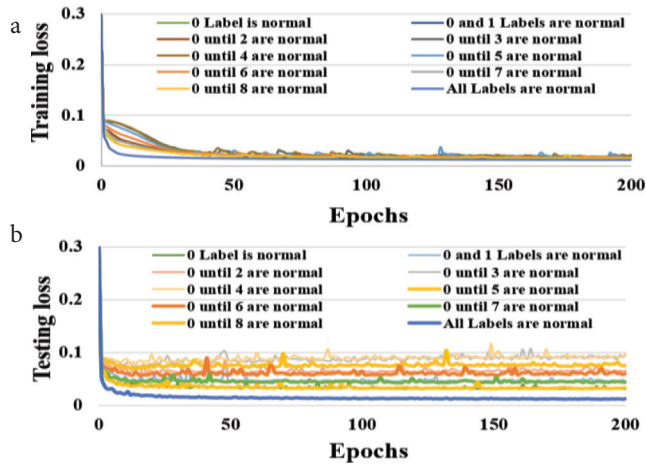 a
0.3
0.2
0.1
0
Training loss
0 Label is normal
0 and 1 Labels are normal
0 until 2 are normal
0 until 3 are normal
0 until 4 are normal
0 until 5 are normal
0 until 6 are normal
0 until 7 are normal
0 until 8 are normal
All Labels are normal
0 50 100 150 200
Epochs
b
0.3
0.2
0.1
0
Testing loss
0 Label is normal
0 and 1 Labels are normal
0 until 2 are normal
0 until 3 are normal
0 until 4 are normal
0 until 5 are normal
0 until 6 are normal
0 until 7 are normal
0 until 8 are normal
All Labels are normal
0 50 100 150 200
Epochs